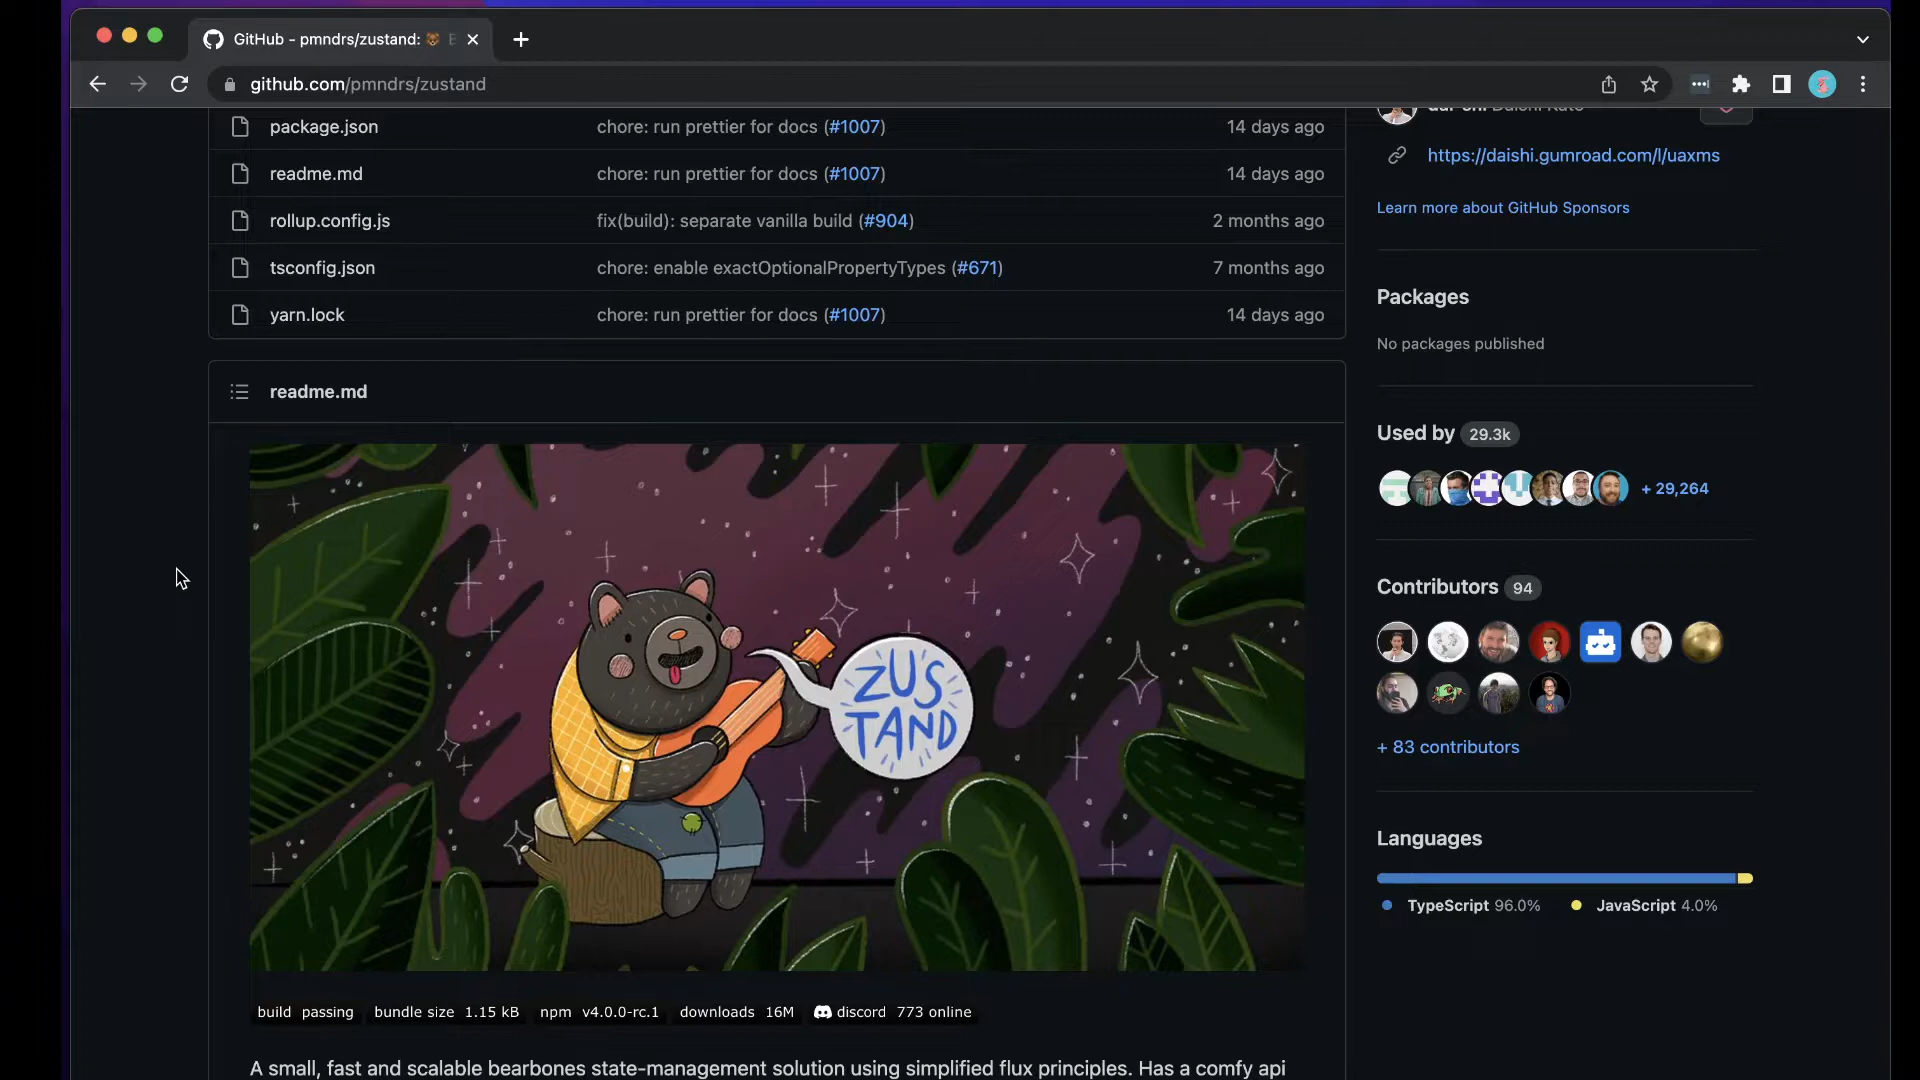 GitHub - pmndrs/zustand: 🐻
github.com/pmndrs/zustand
package.json
chore: run prettier for docs (#1007)
14 days ago
readme.md
chore: run prettier for docs (#1007)
14 days ago
rollup.config.js
fix(build): separate vanilla build (#904)
2 months ago
tsconfig.json
chore: enable exactOptionalPropertyTypes (#671)
7 months ago
yarn.lock
chore: run prettier for docs (#1007)
14 days ago
readme.md
ZUS
TAND
build passing
bundle size 1.15 kB
npm v4.0.0-rc.1
downloads 16M
discord 773 online
A small, fast and scalable bearbones state-management solution using simplified flux principles. Has a comfy api
https://daishi.gumroad.com/l/uaxms
Learn more about GitHub Sponsors
Packages
No packages published
Used by 29.3k
+ 29,264
Contributors 94
+ 83 contributors
Languages
TypeScript 96.0%
JavaScript 4.0%